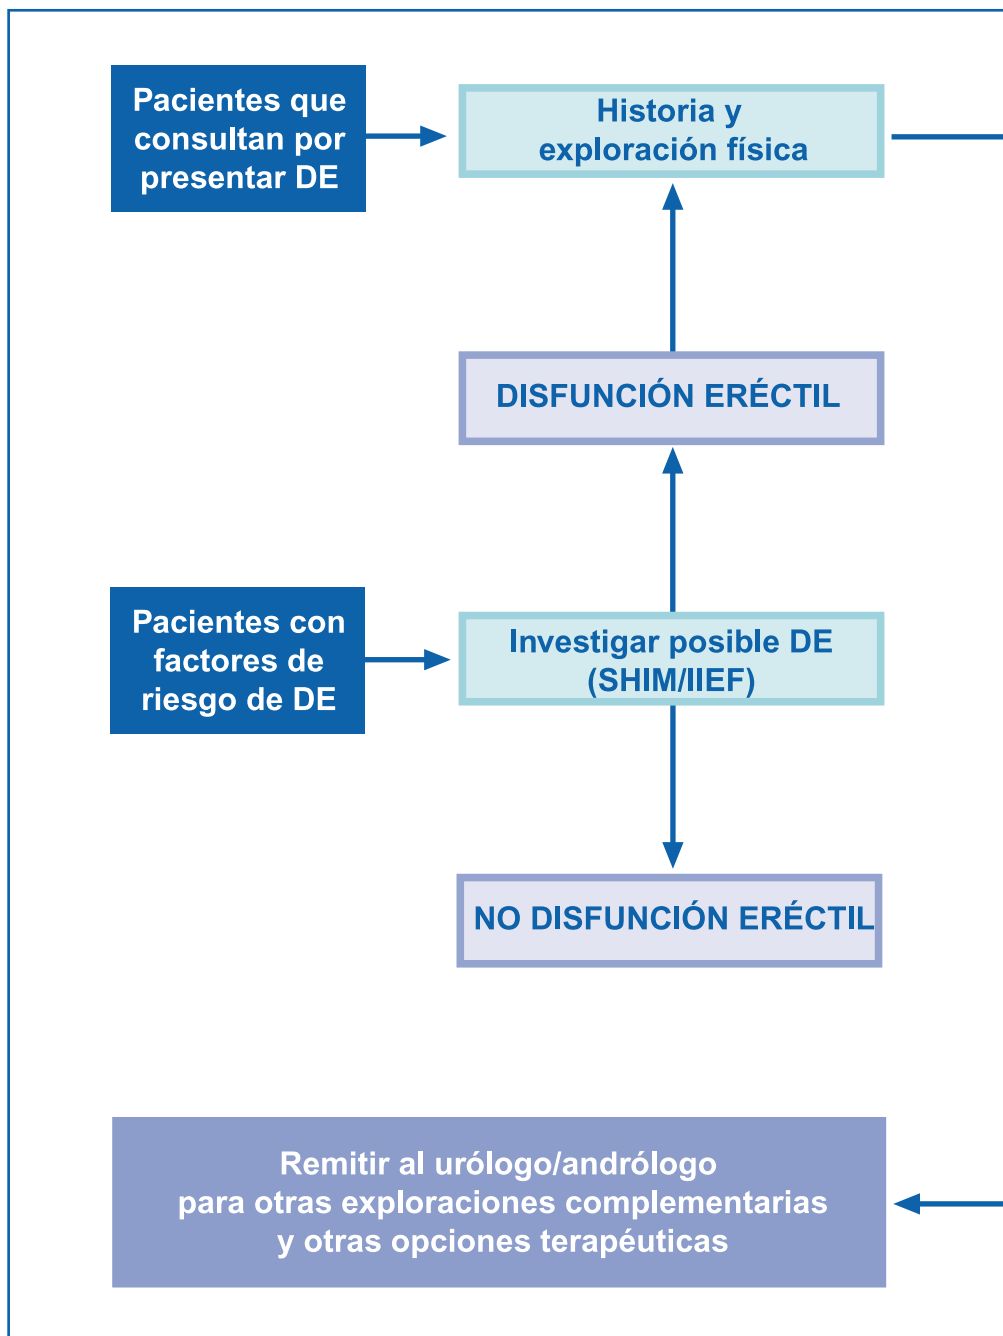 Pacientes que
consultan por
presentar DE
Historia y
exploración física
DISFUNCIÓN ERÉCTIL
Pacientes con
factores de
riesgo de DE
Investigar posible DE
(SHIM/IIEF)
NO DISFUNCIÓN ERÉCTIL
Remitir al urólogo/andrólogo
para otras exploraciones complementarias
y otras opciones terapéuticas